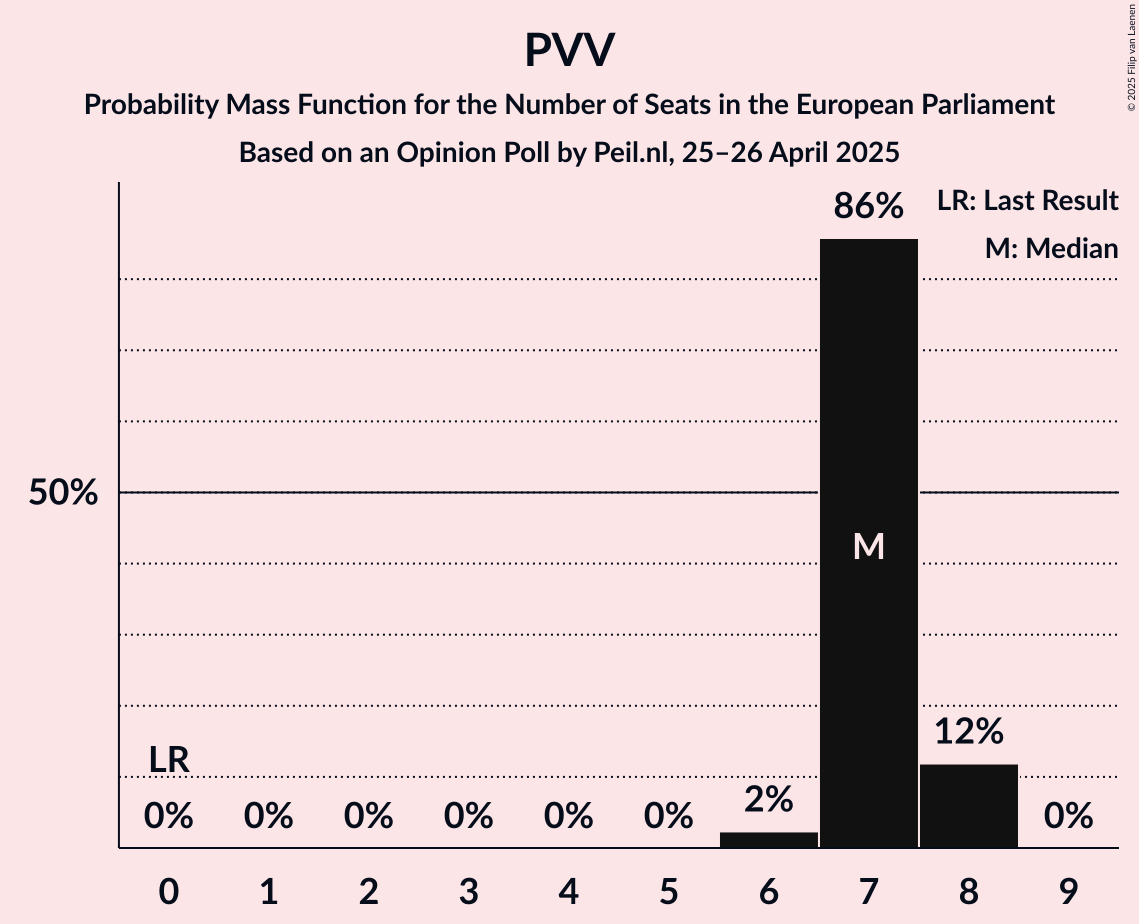 PVV
Probability Mass Function for the Number of Seats in the European Parliament
Based on an Opinion Poll by Peil.nl, 25–26 April 2025
© 2025 Filip van Laenen
LR: Last Result
M: Median
86%
50%
M
12%
LR
2%
0% 0% 0% 0% 0% 0% 0%
0 1 2 3 4 5 6 7 8 9